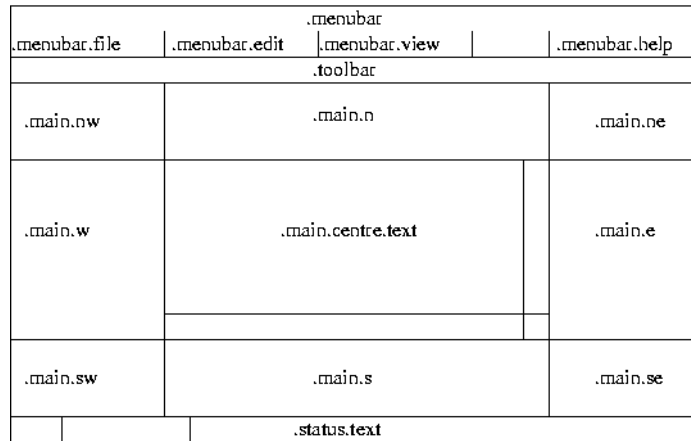 .menubar
.menubar.file .menubar.edit .menubar.view .menubar.help
.toolbar
.main.nw .main.n .main.ne
.main.w .main.centre.text .main.e
.main.sw .main.s .main.se
.status.text